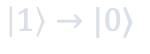 |1⟩ → |0⟩